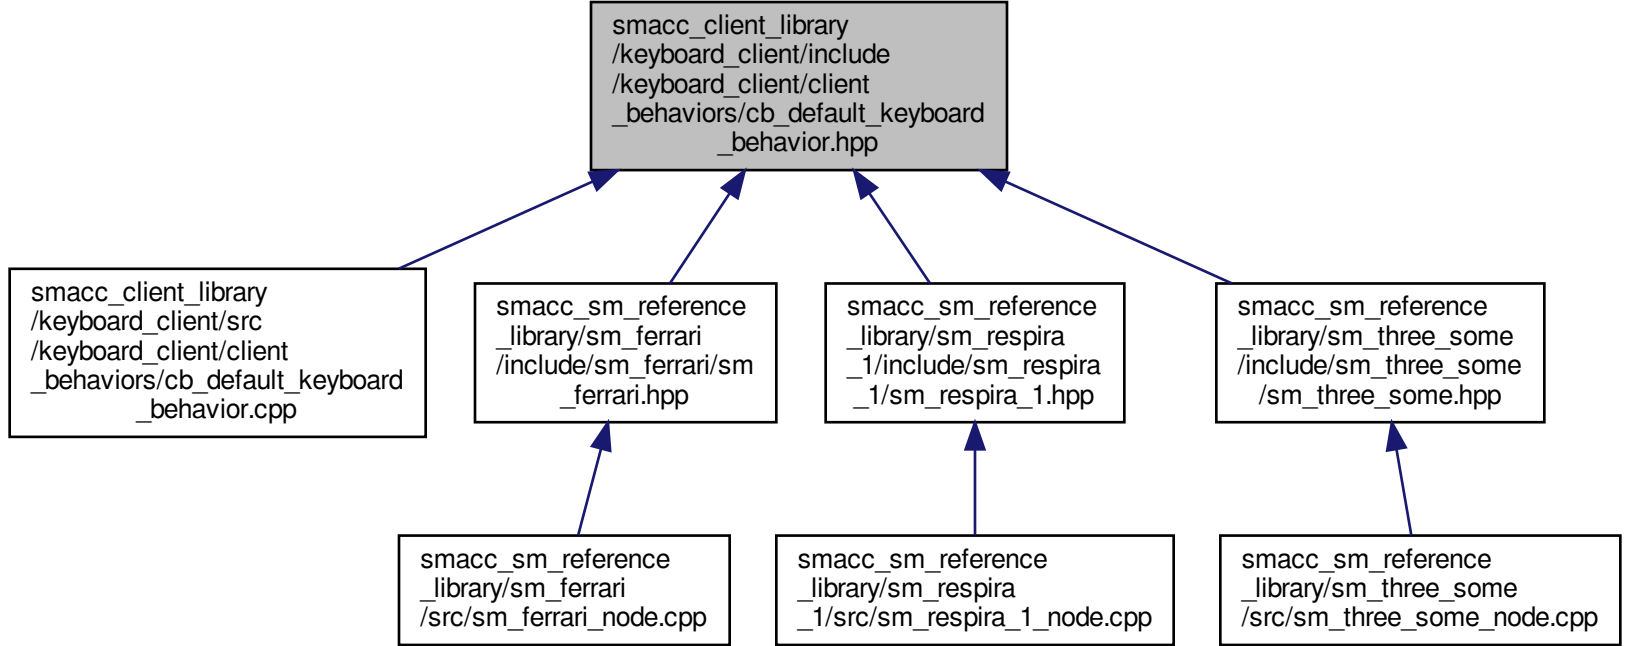 smacc_client_library
/keyboard_client/include
/keyboard_client/client
_behaviors/cb_default_keyboard
_behavior.hpp
smacc_client_library
/keyboard_client/src
/keyboard_client/client
_behaviors/cb_default_keyboard
_behavior.cpp
smacc_sm_reference
_library/sm_ferrari
/include/sm_ferrari/sm
_ferrari.hpp
smacc_sm_reference
_library/sm_respira
_1/include/sm_respira
_1/sm_respira_1.hpp
smacc_sm_reference
_library/sm_three_some
/include/sm_three_some
/sm_three_some.hpp
smacc_sm_reference
_library/sm_ferrari
/src/sm_ferrari_node.cpp
smacc_sm_reference
_library/sm_respira
_1/src/sm_respira_1_node.cpp
smacc_sm_reference
_library/sm_three_some
/src/sm_three_some_node.cpp